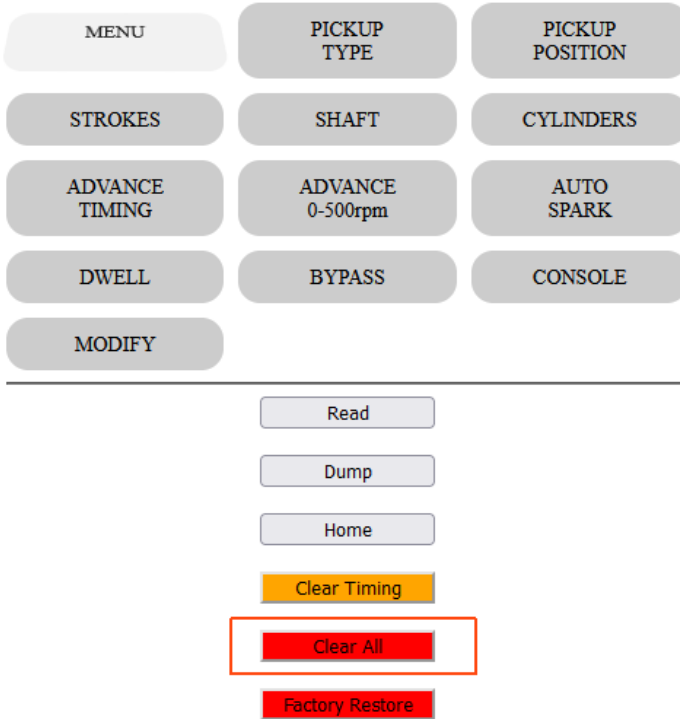 MENU
PICKUP
TYPE
PICKUP
POSITION
STROKES
SHAFT
CYLINDERS
ADVANCE
TIMING
ADVANCE
0-500rpm
AUTO
SPARK
DWELL
BYPASS
CONSOLE
MODIFY
Read
Dump
Home
Clear Timing
Clear All
Factory Restore